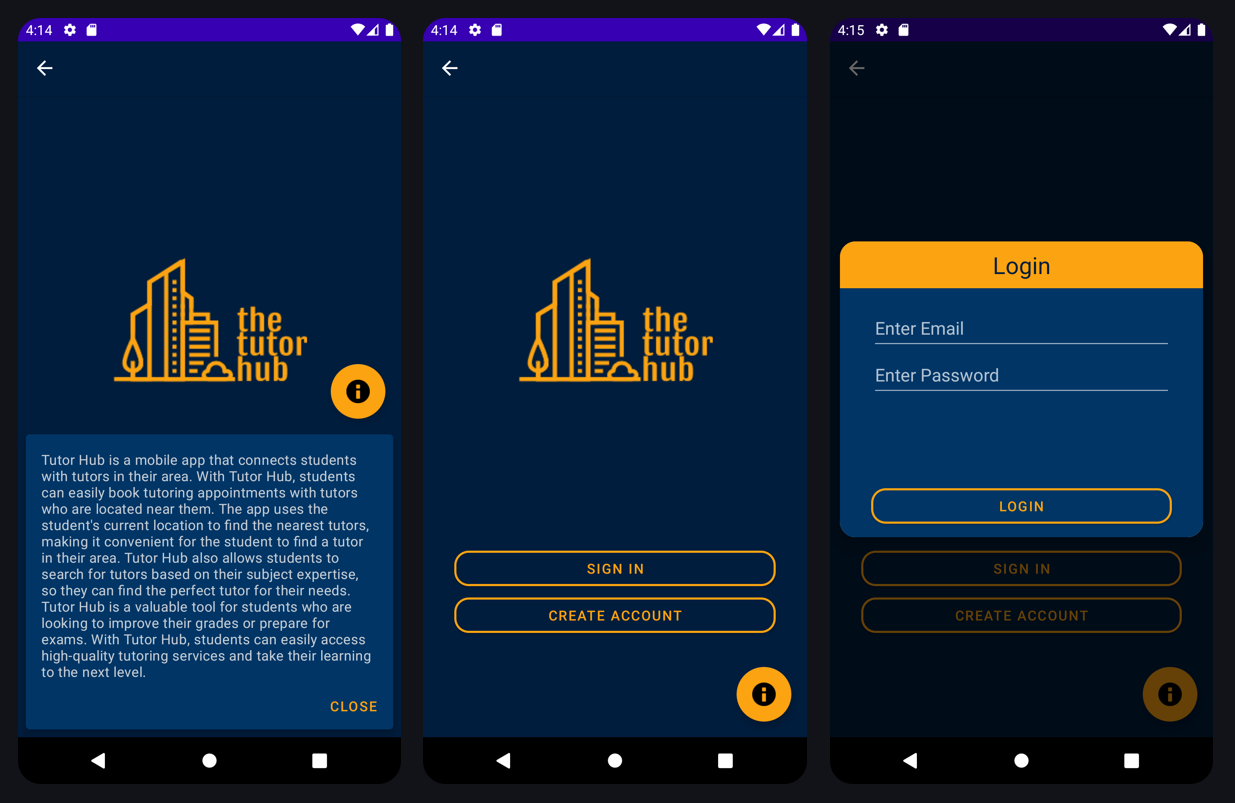 4:14
the
tutor
hub
Tutor Hub is a mobile app that connects students
with tutors in their area. With Tutor Hub, students
can easily book tutoring appointments with tutors
who are located near them. The app uses the
student's current location to find the nearest tutors,
making it convenient for the student to find a tutor
in their area. Tutor Hub also allows students to
search for tutors based on their subject expertise,
so they can find the perfect tutor for their needs.
Tutor Hub is a valuable tool for students who are
looking to improve their grades or prepare for
exams. With Tutor Hub, students can easily access
high-quality tutoring services and take their learning
to the next level.
CLOSE
4:14
the
tutor
hub
SIGN IN
CREATE ACCOUNT
4:15
Login
Enter Email
Enter Password
LOGIN
SIGN IN
CREATE ACCOUNT